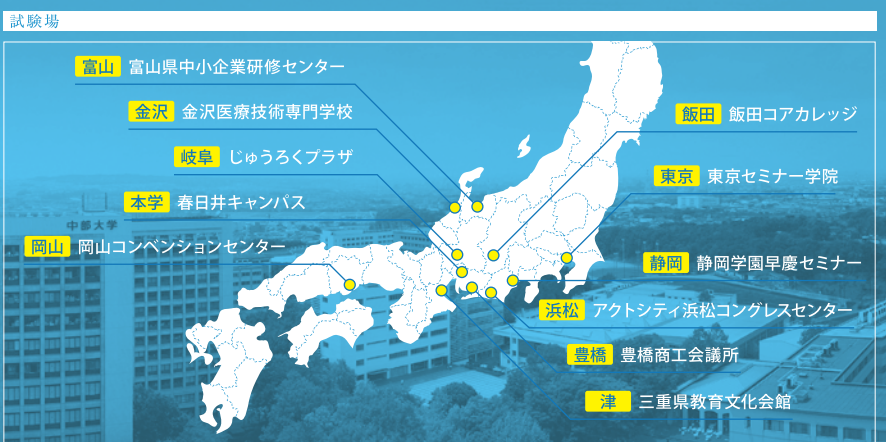 試験場
富山 富山県中小企業研修センター
金沢 金沢医療技術専門学校
飯田 飯田コアカレッジ
岐阜 じゅうろくプラザ
東京 東京セミナー学院
本学 春日井キャンパス
中部大学
岡山 岡山コンベンションセンター
静岡 静岡学園早慶セミナー
浜松 アクトシティ浜松コングレスセンター
豊橋 豊橋商工会議所
津 三重県教育文化会館